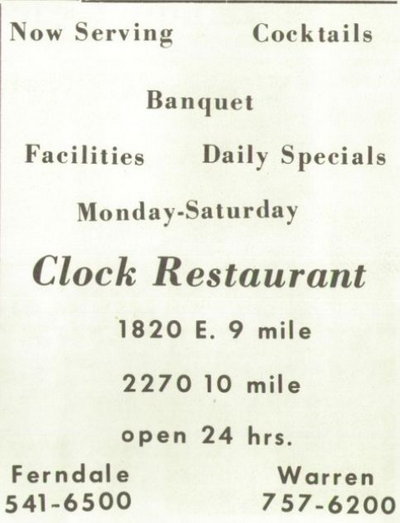 Now Serving Cocktails
Banquet
Facilities Daily Specials
Monday-Saturday
Clock Restaurant
1820 E. 9 mile
2270 10 mile
open 24 hrs.
Ferndale Warren
541-6500 757-6200